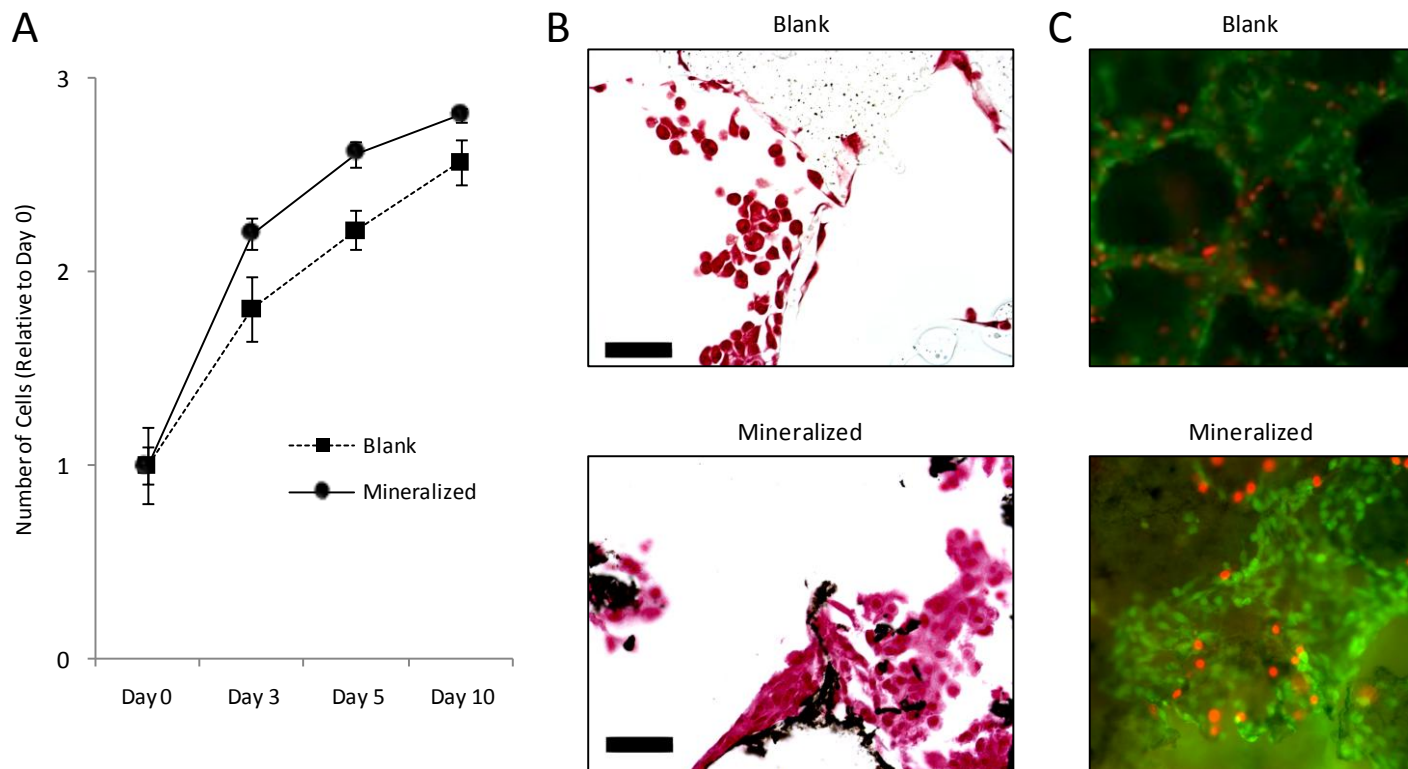 A
3
2
1
0
Number of Cells (Relative to Day 0)
Day 0
Day 3
Day 5
Day 10
Blank
Mineralized
B
Blank
Mineralized
C
Blank
Mineralized